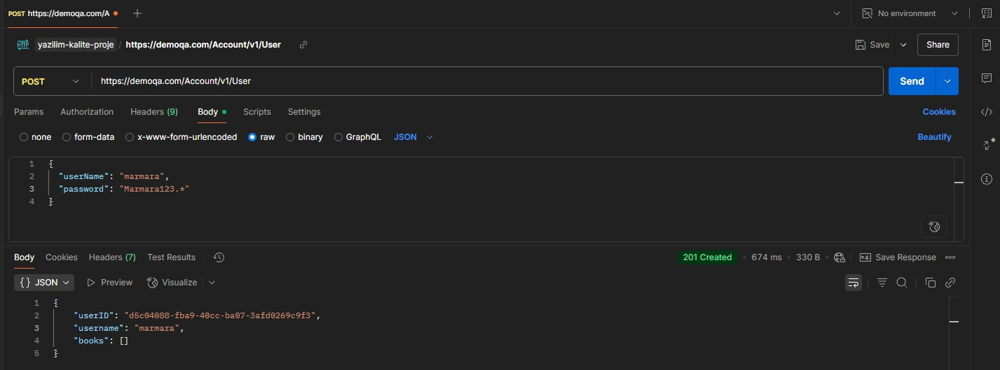 POST https://demoqa.com/A
No environment
HTTP yazilim-kalite-proje / https://demoqa.com/Account/v1/User Save Share
POST https://demoqa.com/Account/v1/User Send
Params Authorization Headers (9) Body Scripts Settings Cookies
none form-data x-www-form-urlencoded raw binary GraphQL JSON Beautify
1 {
2 "userName": "marmara",
3 "password": "Marmara123.*"
4 }
Body Cookies Headers (7) Test Results 201 Created 674 ms 330 B e.g. Save Response
{} JSON Preview Visualize
1 {
2 "userID": "d5c04088-fba9-40cc-ba07-3afd0269c9f3",
3 "username": "marmara",
4 "books": []
5 }